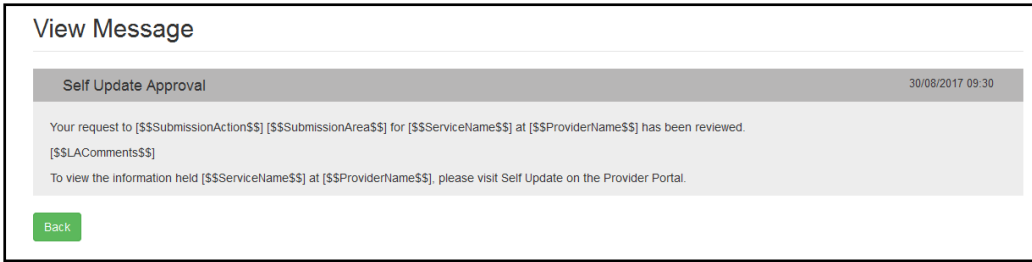 View Message
Self Update Approval 30/08/2017 09:30
Your request to [$$SubmissionAction$$] [$$SubmissionArea$$] for [$$ServiceName$$] at [$$ProviderName$$] has been reviewed.
[$$LAComments$$]
To view the information held [$$ServiceName$$] at [$$ProviderName$$], please visit Self Update on the Provider Portal.
Back